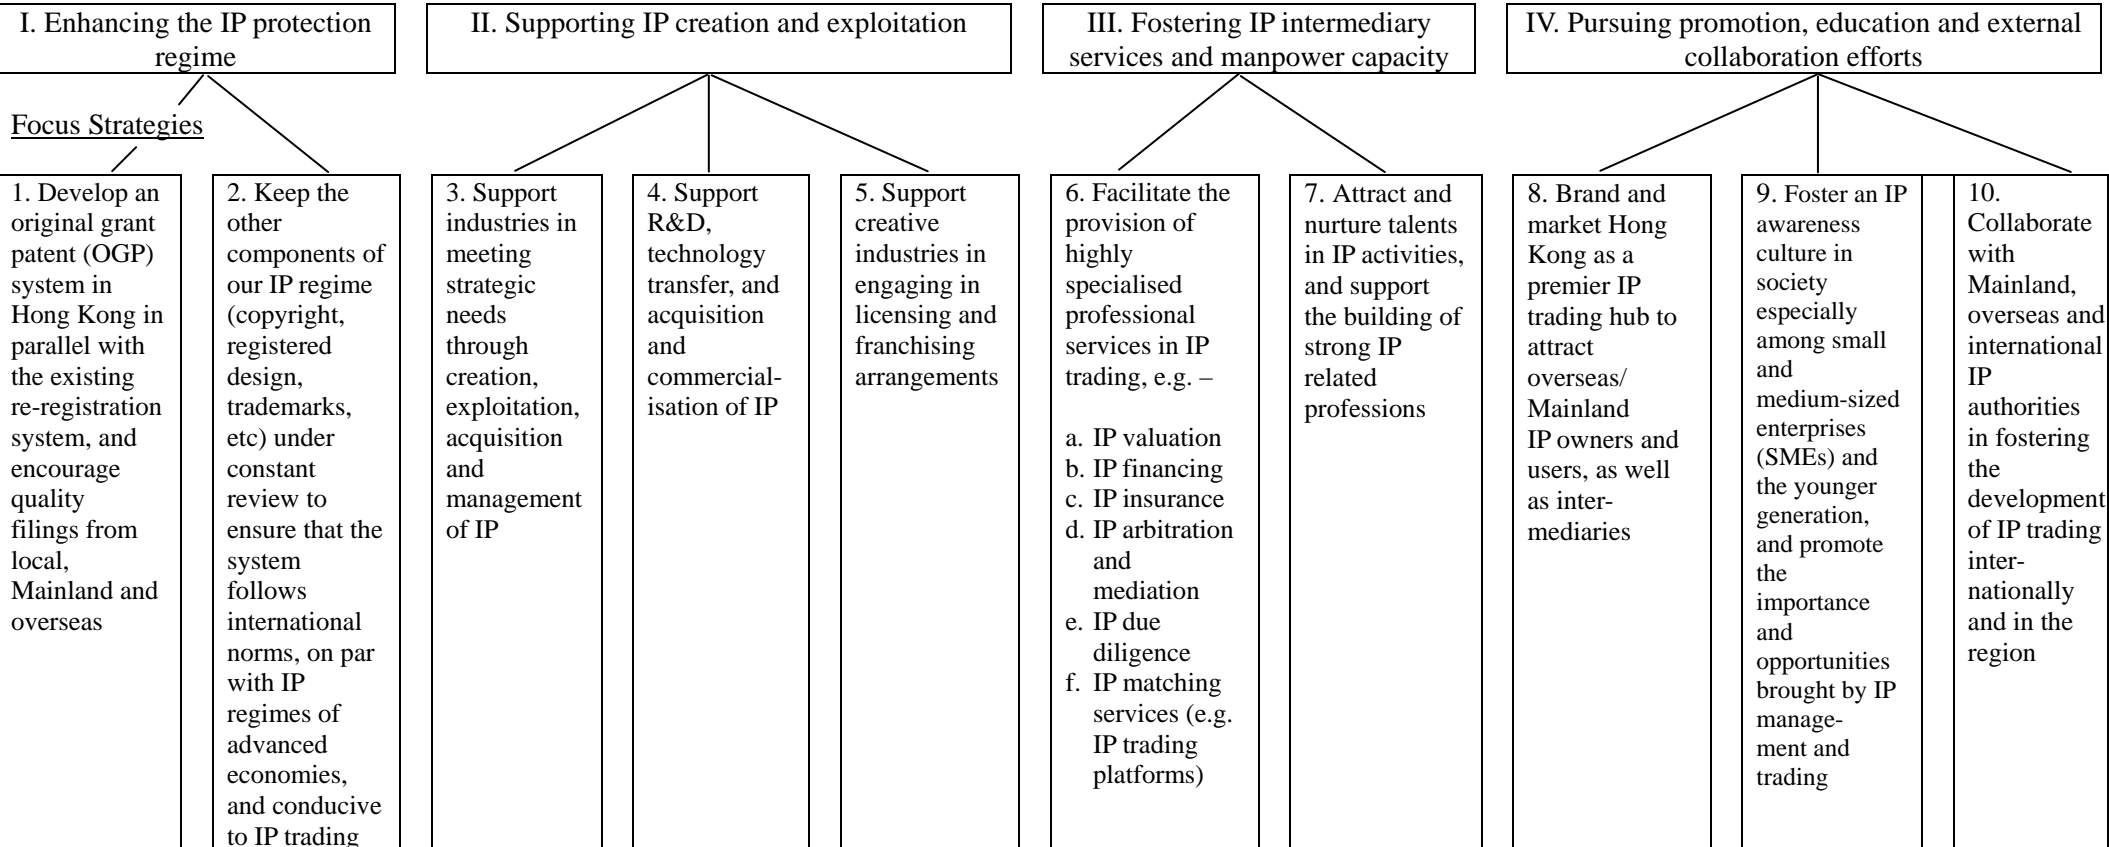 I. Enhancing the IP protection
regime
II. Supporting IP creation and exploitation
III. Fostering IP intermediary
services and manpower capacity
IV. Pursuing promotion, education and external
collaboration efforts
Focus Strategies
1. Develop an
original grant
patent (OGP)
system in
Hong Kong in
parallel with
the existing
re-registration
system, and
encourage
quality
filings from
local,
Mainland and
overseas
2. Keep the
other
components of
our IP regime
(copyright,
registered
design,
trademarks,
etc) under
constant
review to
ensure that the
system
follows
international
norms, on par
with IP
regimes of
advanced
economies,
and conducive
to IP trading
3. Support
industries in
meeting
strategic
needs
through
creation,
exploitation,
acquisition
and
management
of IP
4. Support
R&D,
technology
transfer, and
acquisition
and
commercial-
isation of IP
5. Support
creative
industries in
engaging in
licensing and
franchising
arrangements
6. Facilitate the
provision of
highly
specialised
professional
services in IP
trading, e.g. –
a. IP valuation
b. IP financing
c. IP insurance
d. IP arbitration
and
mediation
e. IP due
diligence
f. IP matching
services (e.g.
IP trading
platforms)
7. Attract and
nurture talents
in IP activities,
and support
the building of
strong IP
related
professions
8. Brand and
market Hong
Kong as a
premier IP
trading hub to
attract
overseas/
Mainland
IP owners and
users, as well
as inter-
mediaries
9. Foster an IP
awareness
culture in
society
especially
among small
and
medium-sized
enterprises
(SMEs) and
the younger
generation,
and promote
the
importance
and
opportunities
brought by IP
manage-
ment and
trading
10.
Collaborate
with
Mainland,
overseas and
international
IP
authorities
in fostering
the
development
of IP trading
inter-
nationally
and in the
region